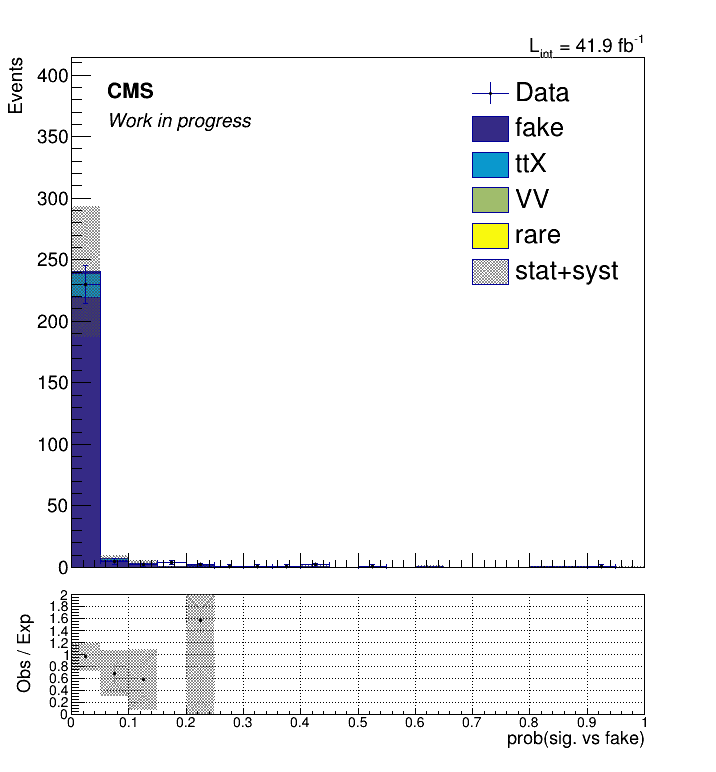 L_int = 41.9 fb^-1
Events
400
350
300
250
200
150
100
50
0
CMS
Work in progress
Data
fake
ttX
VV
rare
stat+syst
Obs / Exp
2
1.8
1.6
1.4
1.2
1
0.8
0.6
0.4
0.2
0
0 0.1 0.2 0.3 0.4 0.5 0.6 0.7 0.8 0.9 1
prob(sig. vs fake)